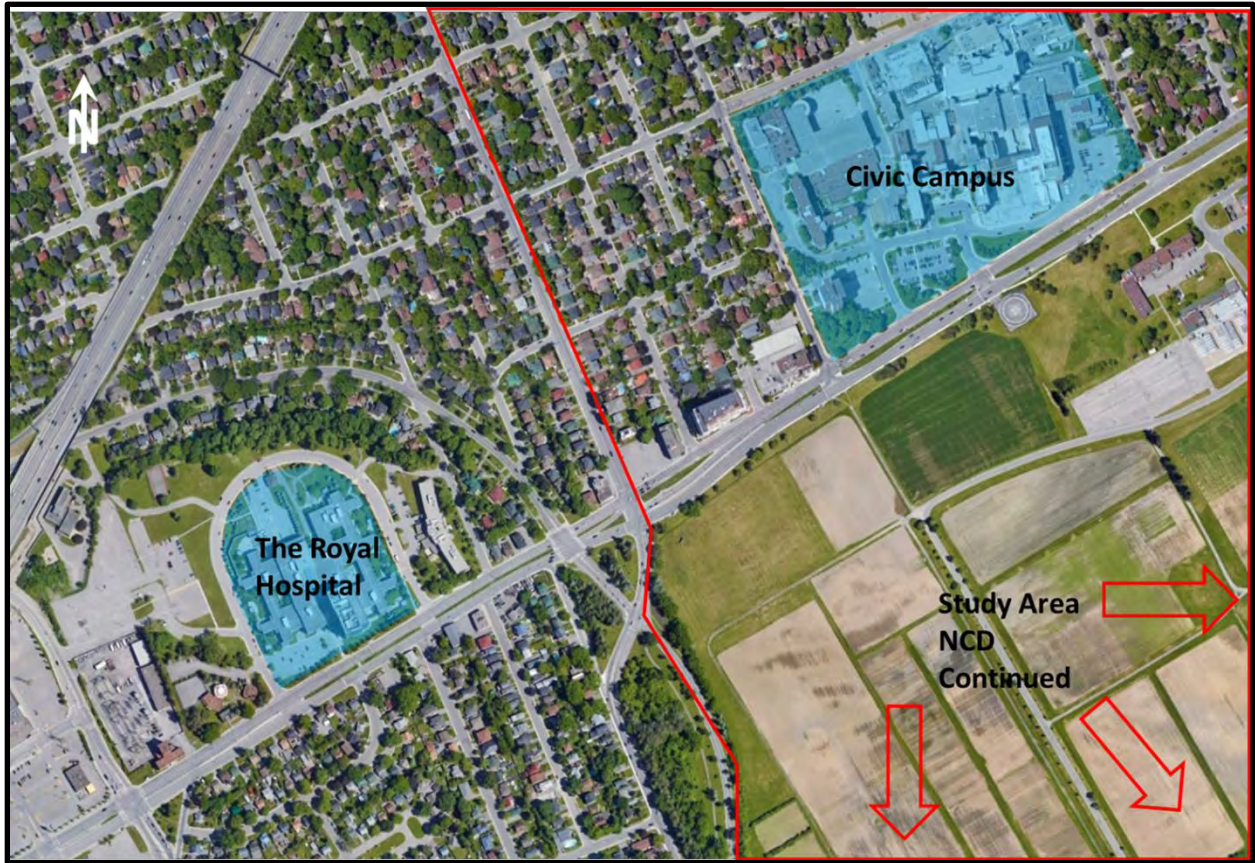 N
Civic Campus
The Royal
Hospital
Study Area
NCD
Continued